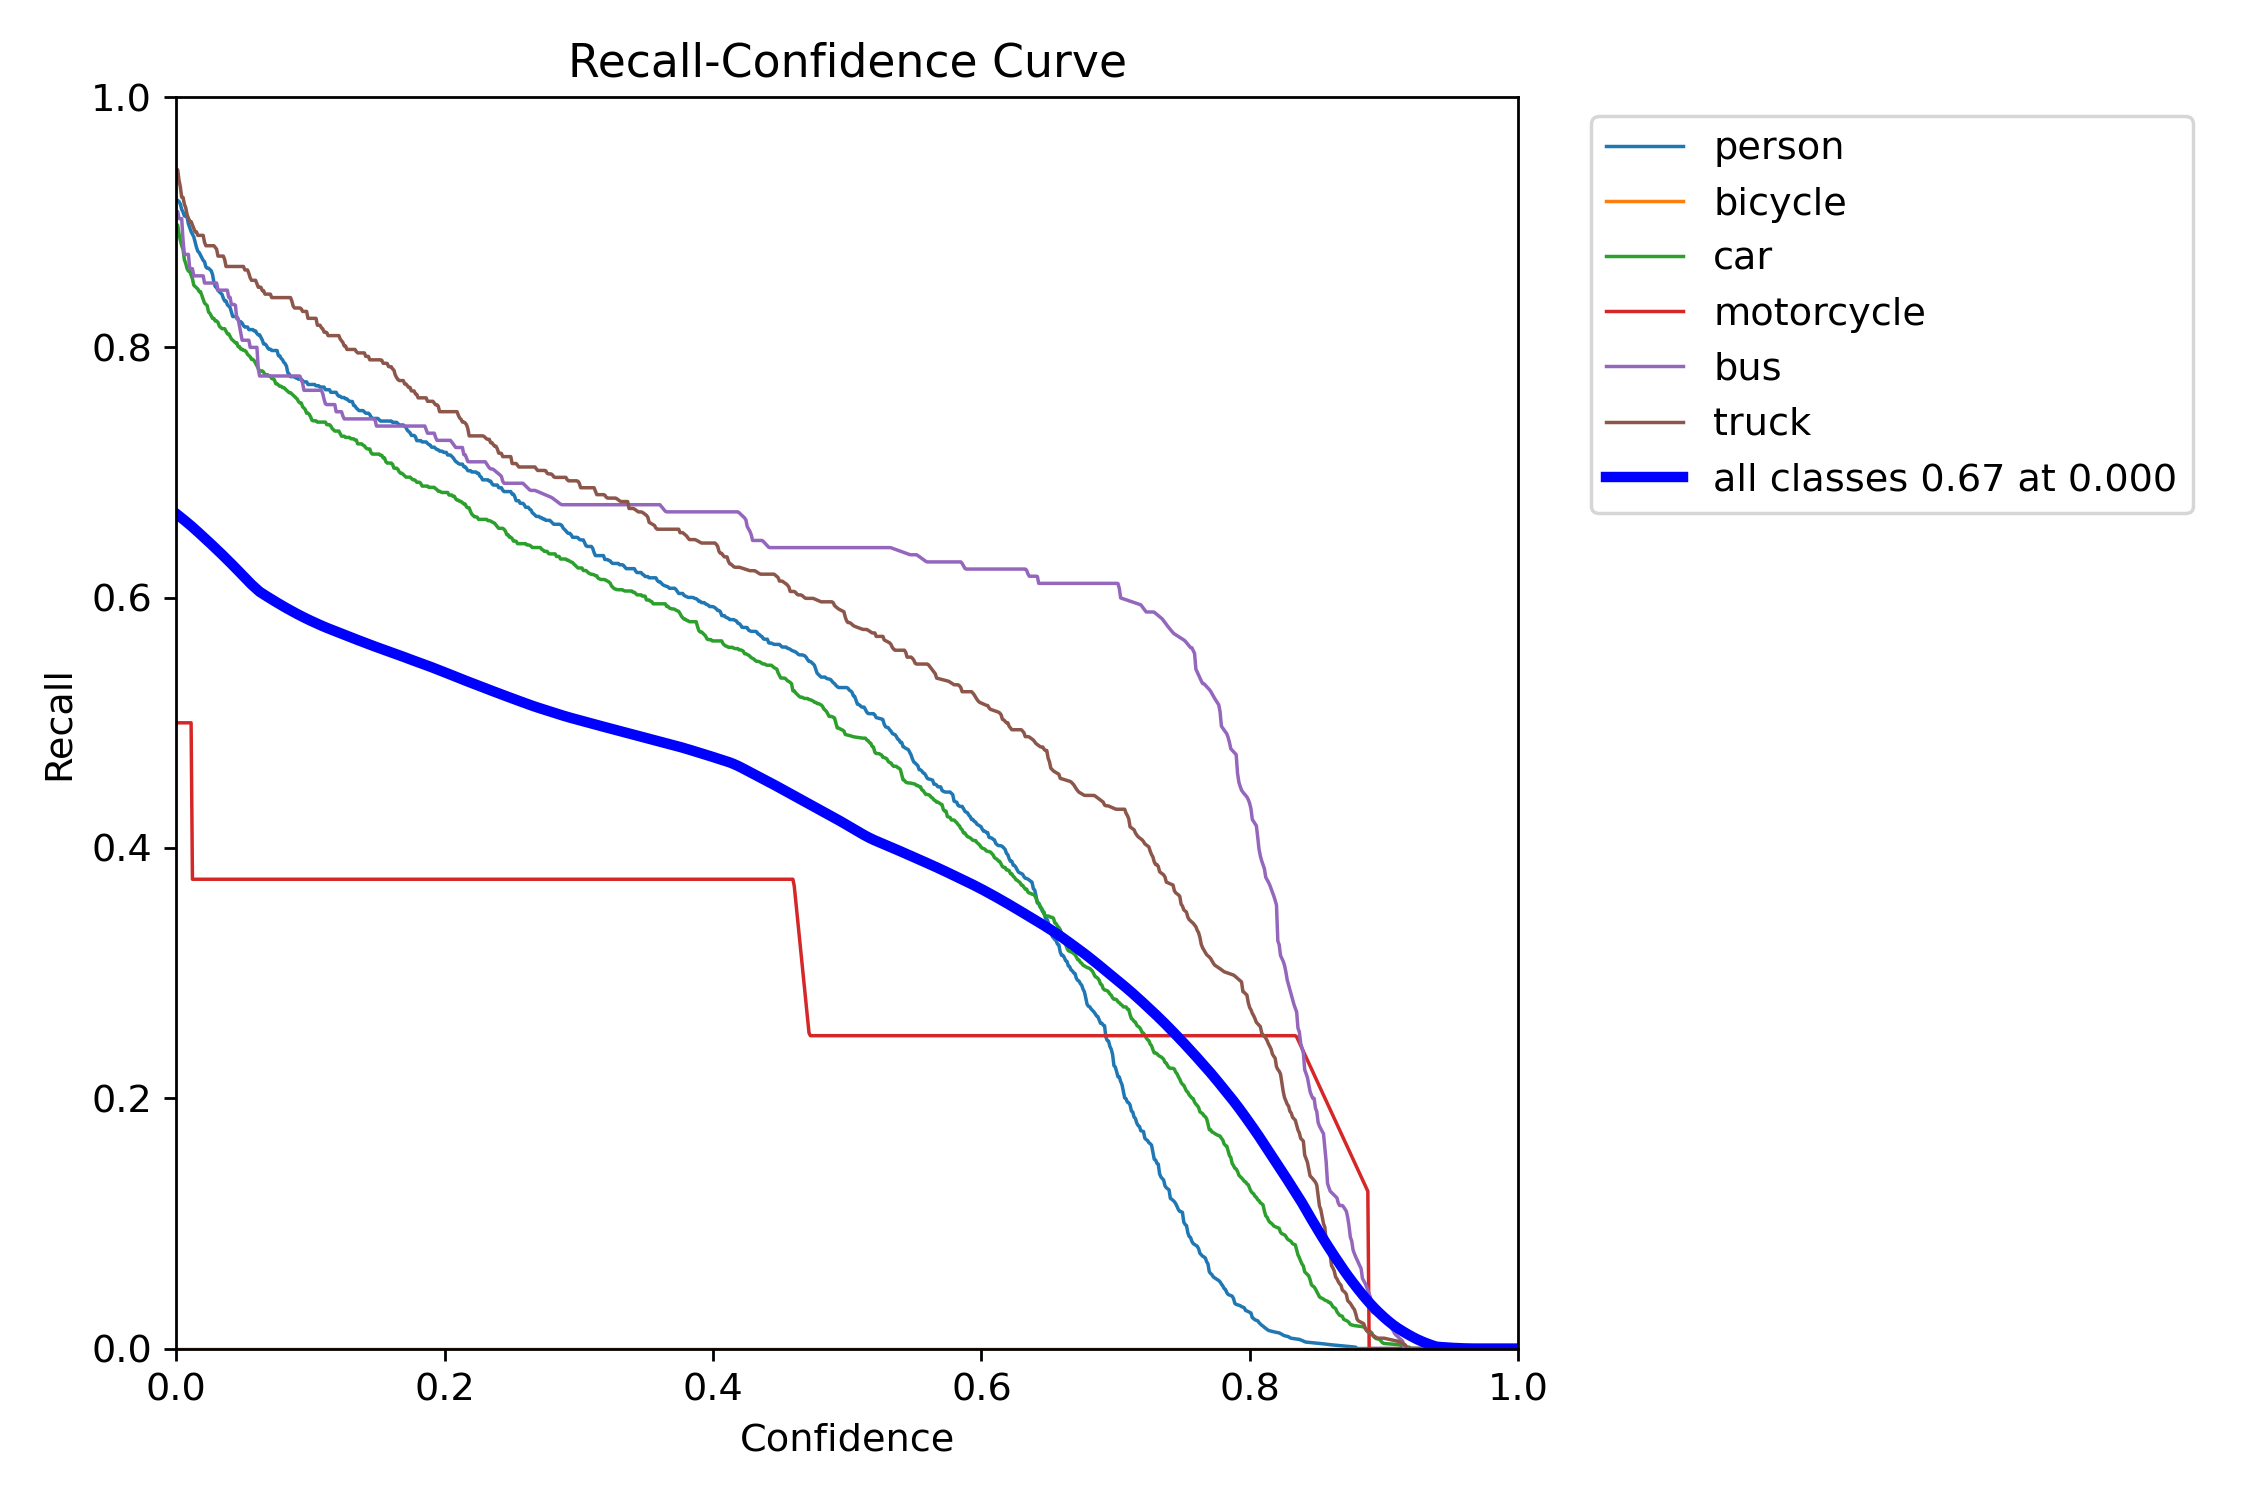 Recall-Confidence Curve
1.0
0.8
0.6
0.4
0.2
0.0
Recall
0.0 0.2 0.4 0.6 0.8 1.0
Confidence
person
bicycle
car
motorcycle
bus
truck
all classes 0.67 at 0.000